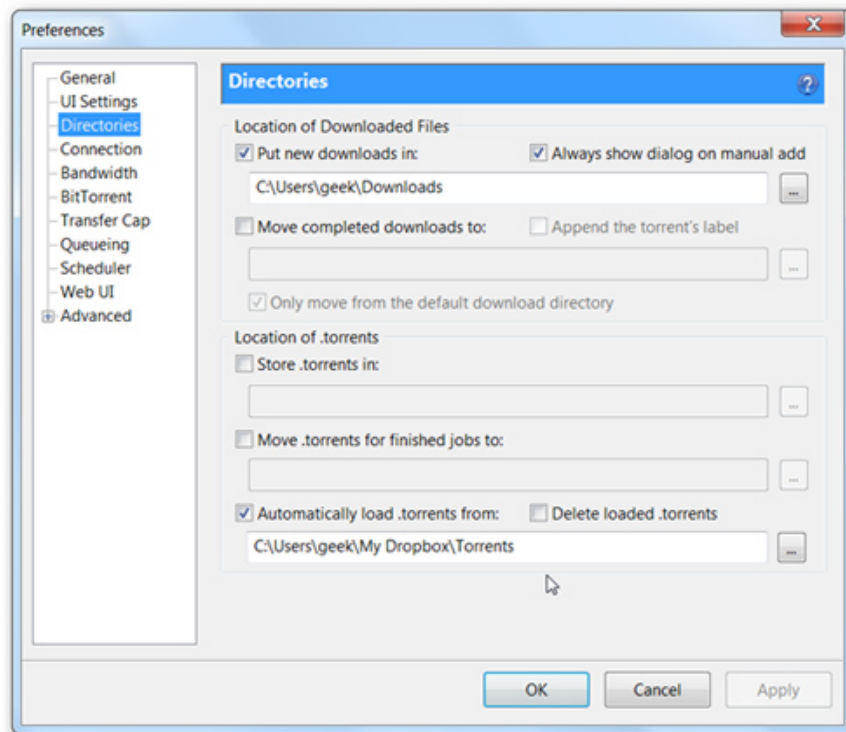 Preferences
General
UI Settings
Directories
Connection
Bandwidth
BitTorrent
Transfer Cap
Queueing
Scheduler
Web UI
Advanced
Directories
Location of Downloaded Files
Put new downloads in: Always show dialog on manual add
C:\Users\geek\Downloads ...
Move completed downloads to: Append the torrent's label
...
Only move from the default download directory
Location of .torrents
Store .torrents in:
...
Move .torrents for finished jobs to:
...
Automatically load .torrents from: Delete loaded .torrents
C:\Users\geek\My Dropbox\Torrents ...
OK Cancel Apply